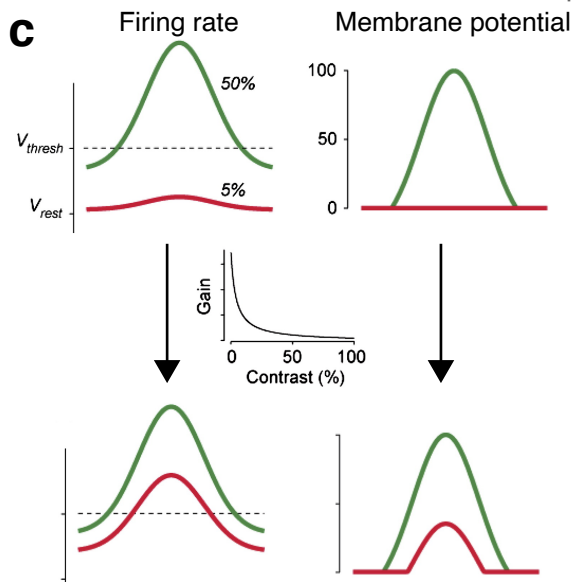 c
Firing rate
Membrane potential
50%
V_thresh
5%
V_rest
100
50
0
Gain
0 50 100
Contrast (%)